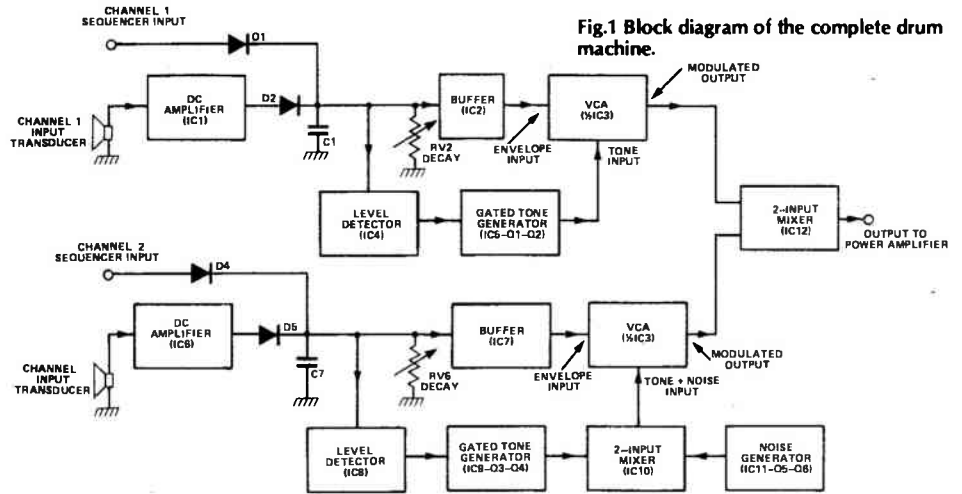 CHANNEL 1
SEQUENCER INPUT
D1
Fig.1 Block diagram of the complete drum
machine.
MODULATED
OUTPUT
DC
AMPLIFIER
(IC1)
D2
CHANNEL 1
INPUT
TRANSDUCER
C1
RV2
DECAY
BUFFER
(IC2)
ENVELOPE
INPUT
VCA
(½IC3)
TONE
INPUT
LEVEL
DETECTOR
(IC4)
GATED TONE
GENERATOR
(IC5-Q1-Q2)
2-INPUT
MIXER
(IC12)
OUTPUT TO
POWER AMPLIFIER
CHANNEL 2
SEQUENCER INPUT
D4
DC
AMPLIFIER
(IC6)
D5
CHANNEL
INPUT
TRANSDUCER
C7
RV6
DECAY
BUFFER
(IC7)
ENVELOPE
INPUT
VCA
(½IC3)
MODULATED
OUTPUT
TONE + NOISE
INPUT
LEVEL
DETECTOR
(IC8)
GATED TONE
GENERATOR
(IC9-Q3-Q4)
2-INPUT
MIXER
(IC10)
NOISE
GENERATOR
(IC11-Q5-Q6)